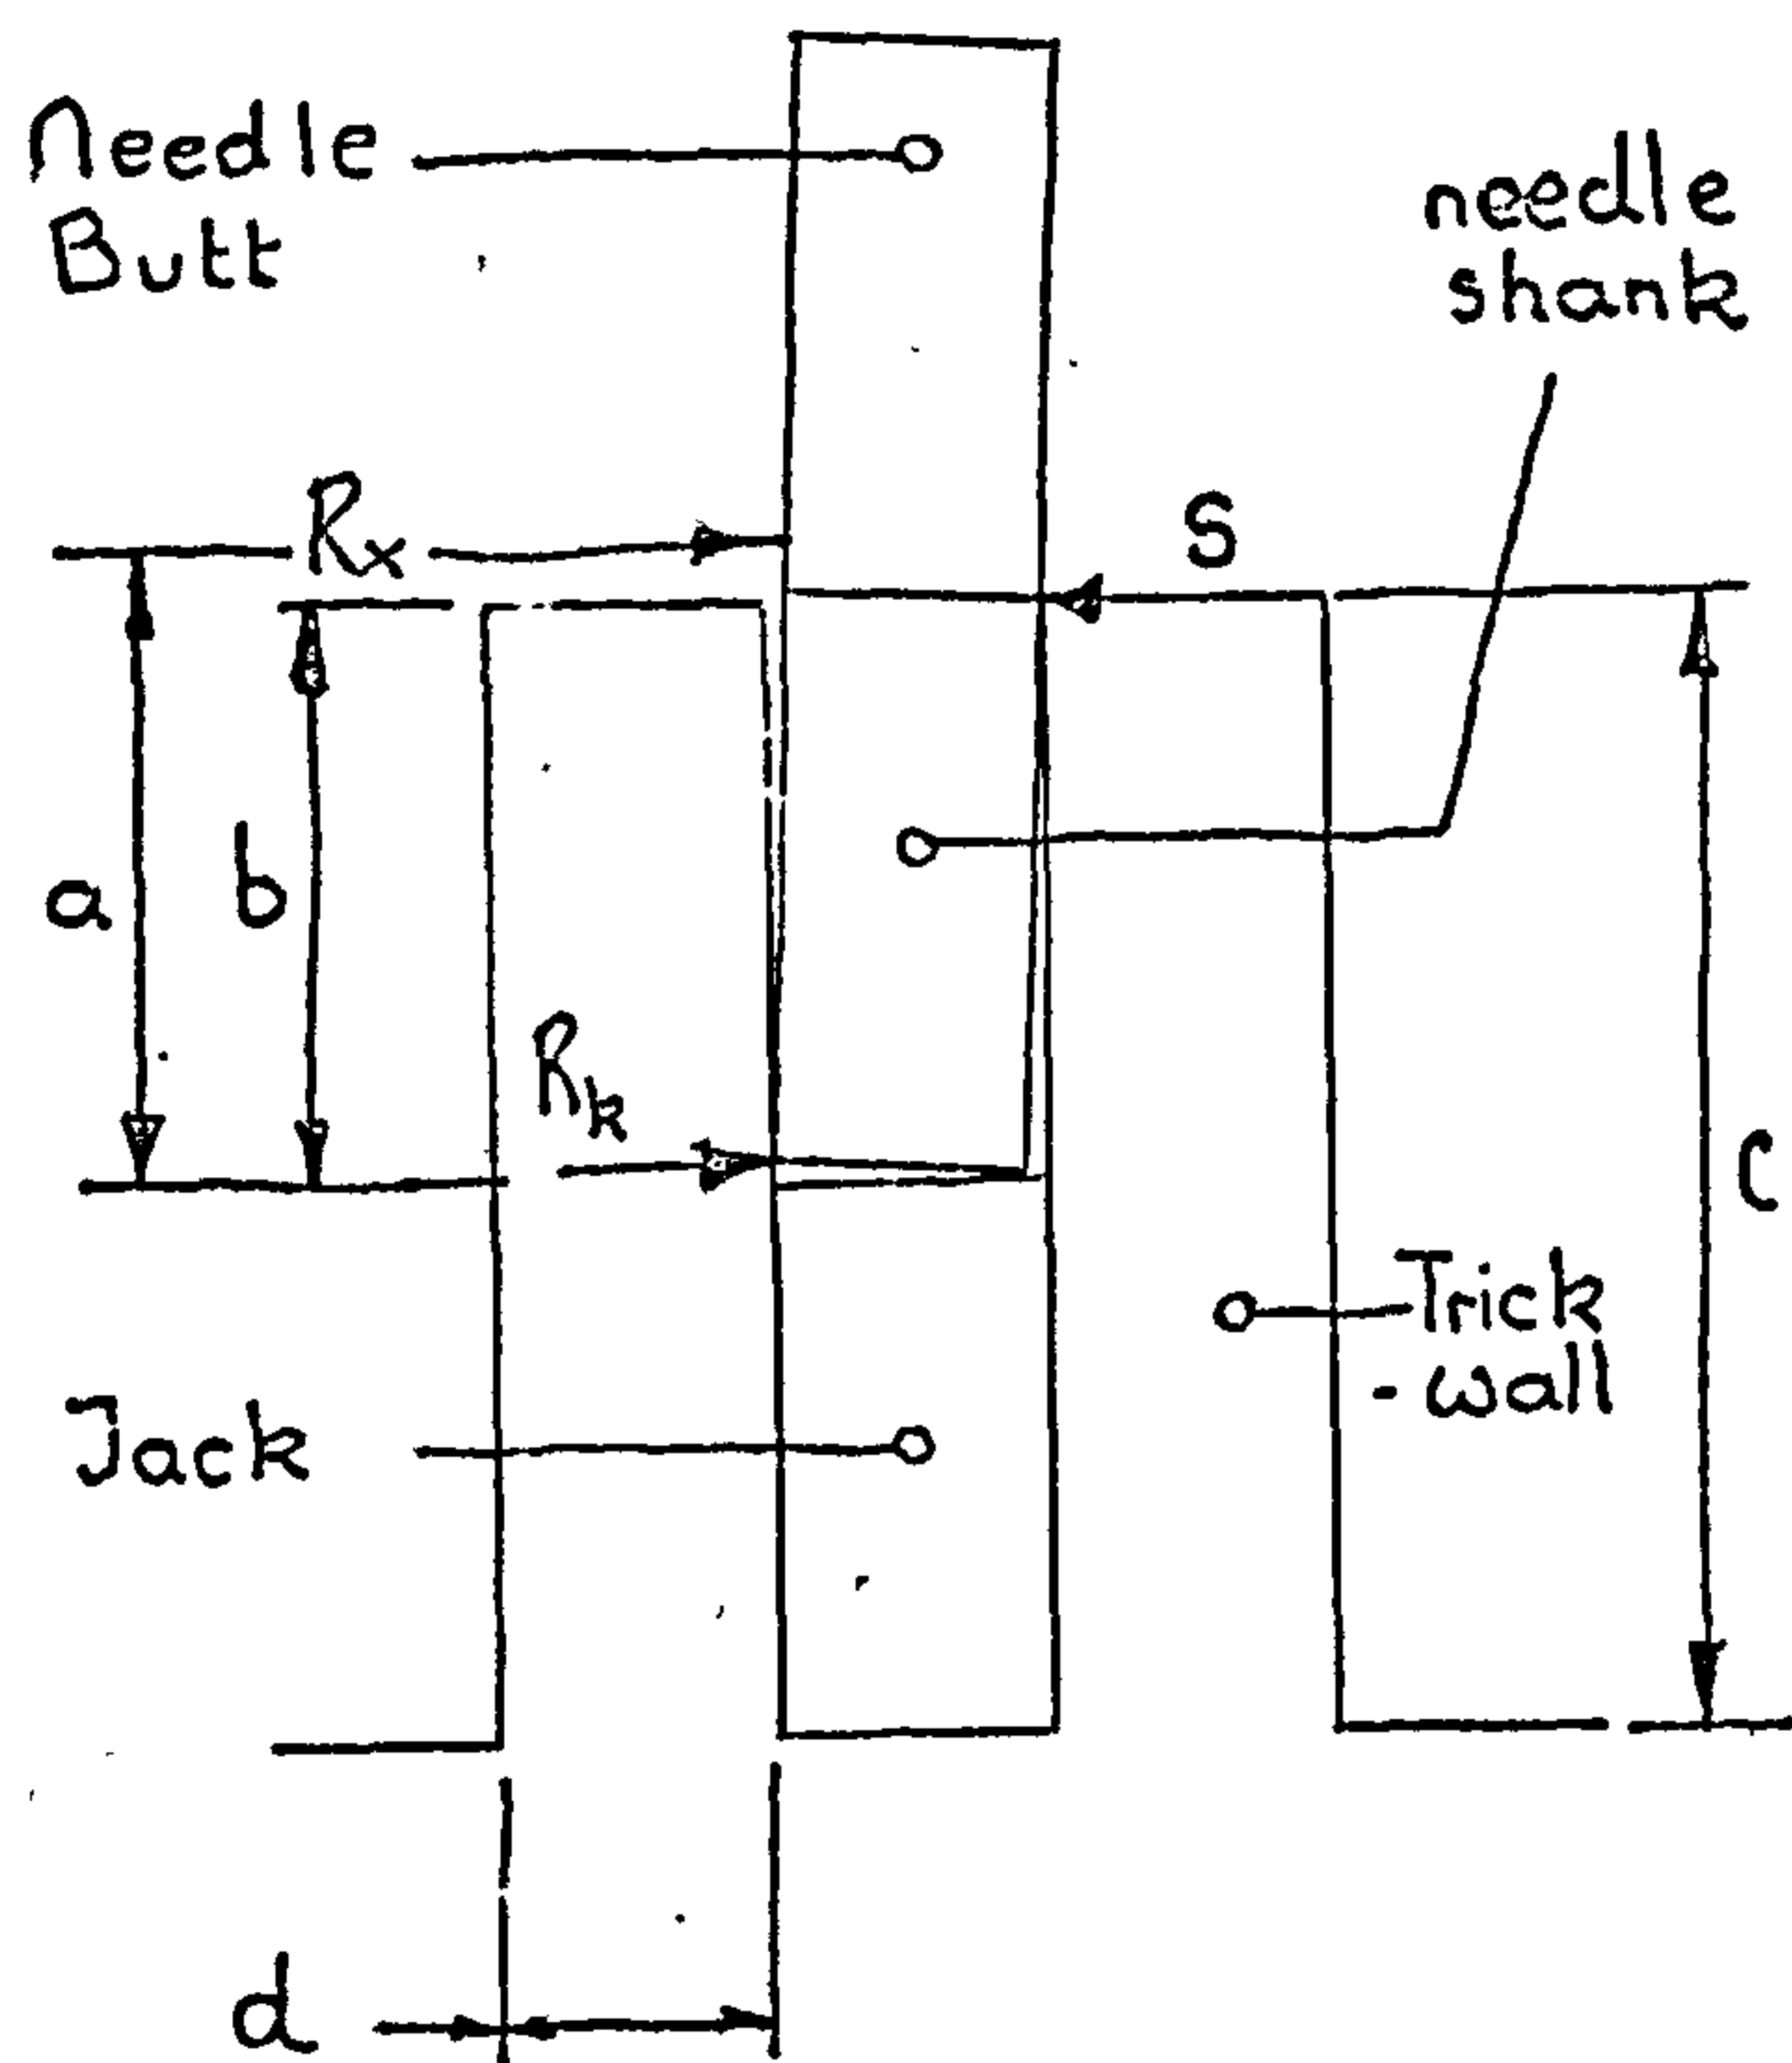 Needle
Butt
needle
shank
Rx
S
a
b
Rk
C
Trick
-wall
Jack
d